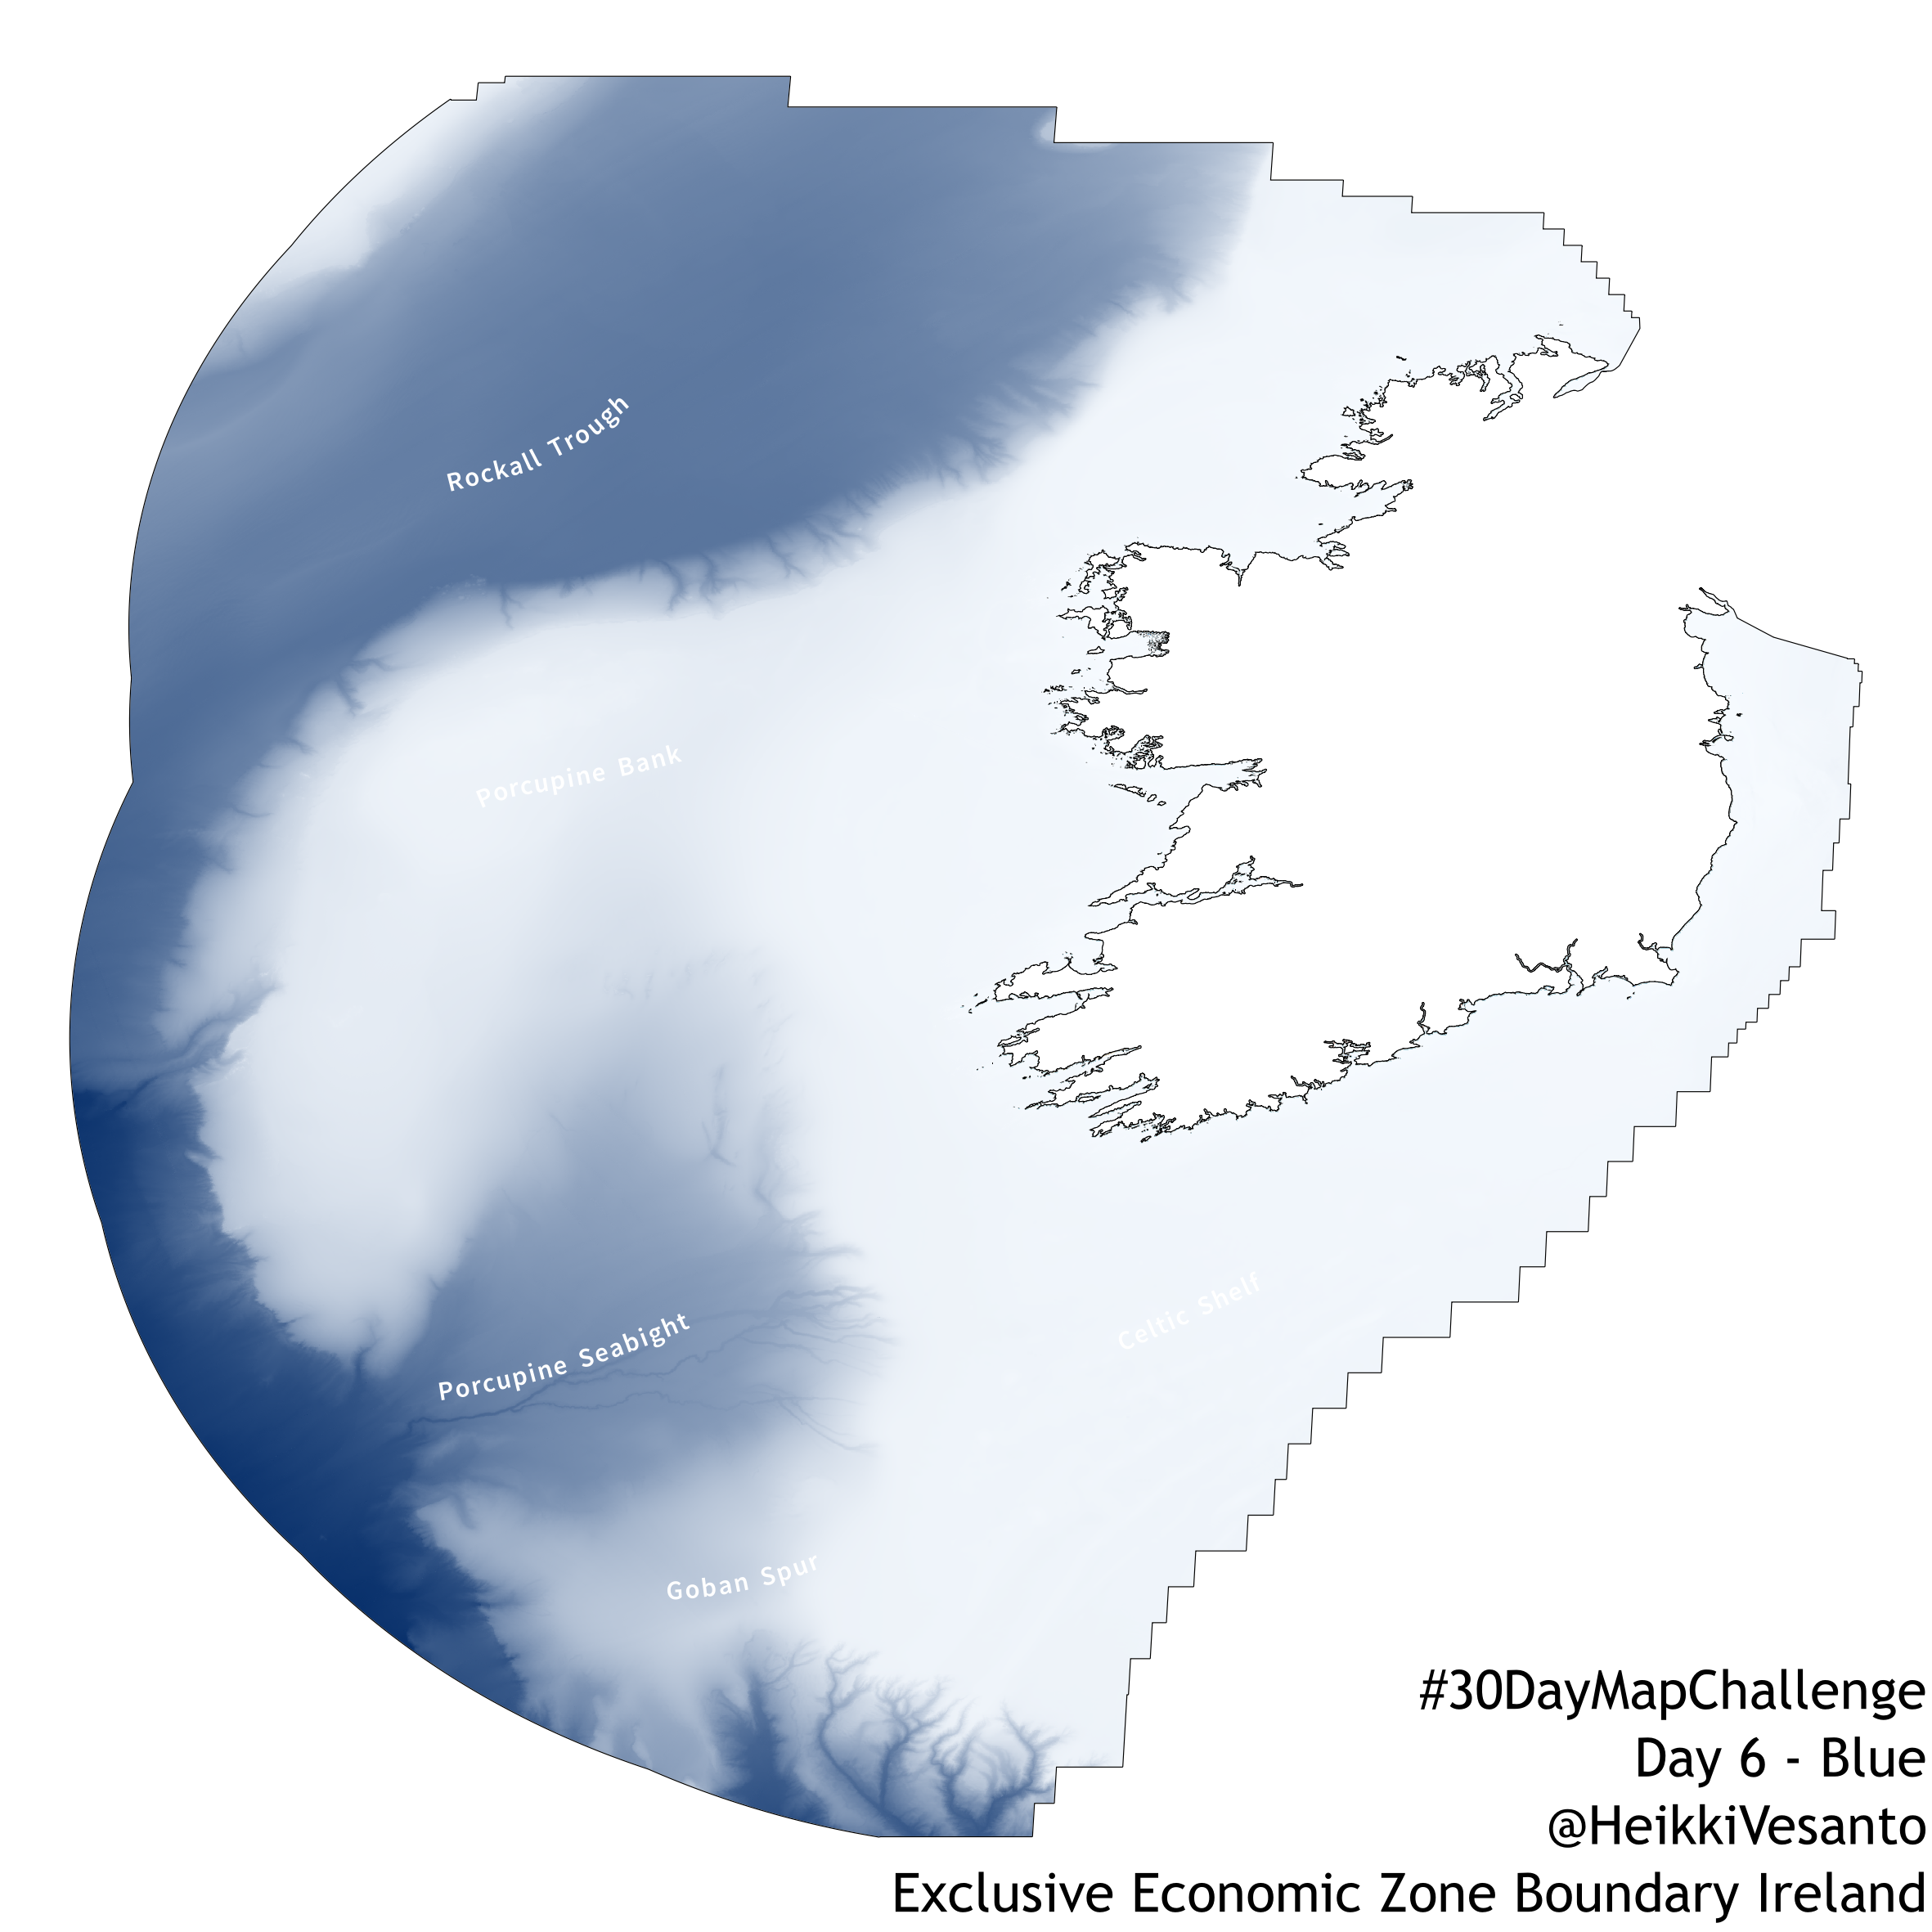 Rockall Trough
Porcupine Bank
Celtic Shelf
Porcupine Seabight
Goban Spur
#30DayMapChallenge
Day 6 - Blue
@HeikkiVesanto
Exclusive Economic Zone Boundary Ireland